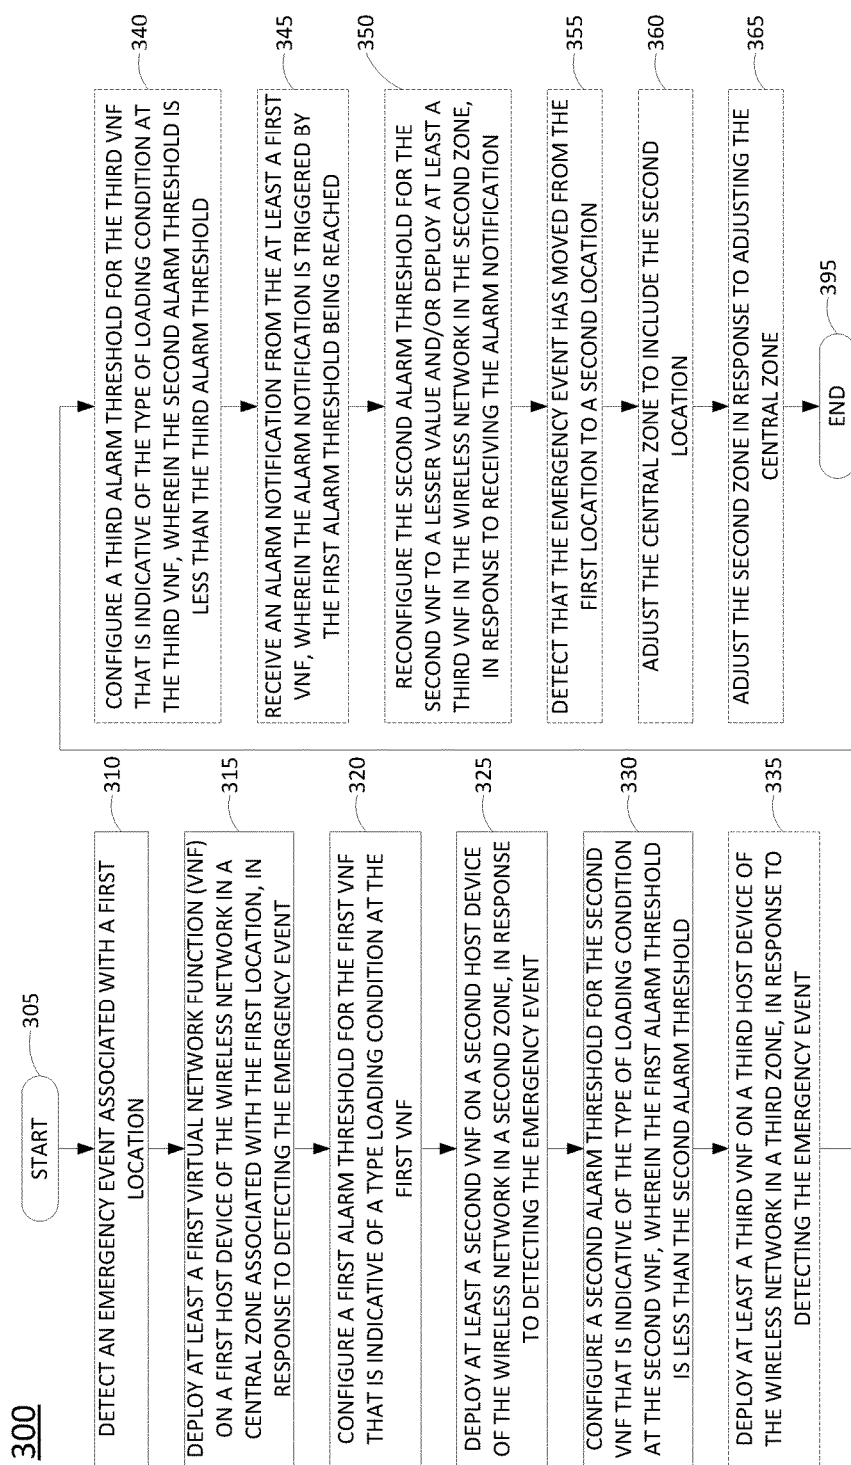 300
START
305
DETECT AN EMERGENCY EVENT ASSOCIATED WITH A FIRST
LOCATION
310
DEPLOY AT LEAST A FIRST VIRTUAL NETWORK FUNCTION (VNF)
ON A FIRST HOST DEVICE OF THE WIRELESS NETWORK IN A
CENTRAL ZONE ASSOCIATED WITH THE FIRST LOCATION, IN
RESPONSE TO DETECTING THE EMERGENCY EVENT
315
CONFIGURE A FIRST ALARM THRESHOLD FOR THE FIRST VNF
THAT IS INDICATIVE OF A TYPE LOADING CONDITION AT THE
FIRST VNF
320
DEPLOY AT LEAST A SECOND VNF ON A SECOND HOST DEVICE
OF THE WIRELESS NETWORK IN A SECOND ZONE, IN RESPONSE
TO DETECTING THE EMERGENCY EVENT
325
CONFIGURE A SECOND ALARM THRESHOLD FOR THE SECOND
VNF THAT IS INDICATIVE OF THE TYPE OF LOADING CONDITION
AT THE SECOND VNF, WHEREIN THE FIRST ALARM THRESHOLD
IS LESS THAN THE SECOND ALARM THRESHOLD
330
DEPLOY AT LEAST A THIRD VNF ON A THIRD HOST DEVICE OF
THE WIRELESS NETWORK IN A THIRD ZONE, IN RESPONSE TO
DETECTING THE EMERGENCY EVENT
335
CONFIGURE A THIRD ALARM THRESHOLD FOR THE THIRD VNF
THAT IS INDICATIVE OF THE TYPE OF LOADING CONDITION AT
THE THIRD VNF, WHEREIN THE SECOND ALARM THRESHOLD IS
LESS THAN THE THIRD ALARM THRESHOLD
340
RECEIVE AN ALARM NOTIFICATION FROM THE AT LEAST A FIRST
VNF, WHEREIN THE ALARM NOTIFICATION IS TRIGGERED BY
THE FIRST ALARM THRESHOLD BEING REACHED
345
RECONFIGURE THE SECOND ALARM THRESHOLD FOR THE
SECOND VNF TO A LESSER VALUE AND/OR DEPLOY AT LEAST A
THIRD VNF IN THE WIRELESS NETWORK IN THE SECOND ZONE,
IN RESPONSE TO RECEIVING THE ALARM NOTIFICATION
350
DETECT THAT THE EMERGENCY EVENT HAS MOVED FROM THE
FIRST LOCATION TO A SECOND LOCATION
355
ADJUST THE CENTRAL ZONE TO INCLUDE THE SECOND
LOCATION
360
ADJUST THE SECOND ZONE IN RESPONSE TO ADJUSTING THE
CENTRAL ZONE
365
END
395